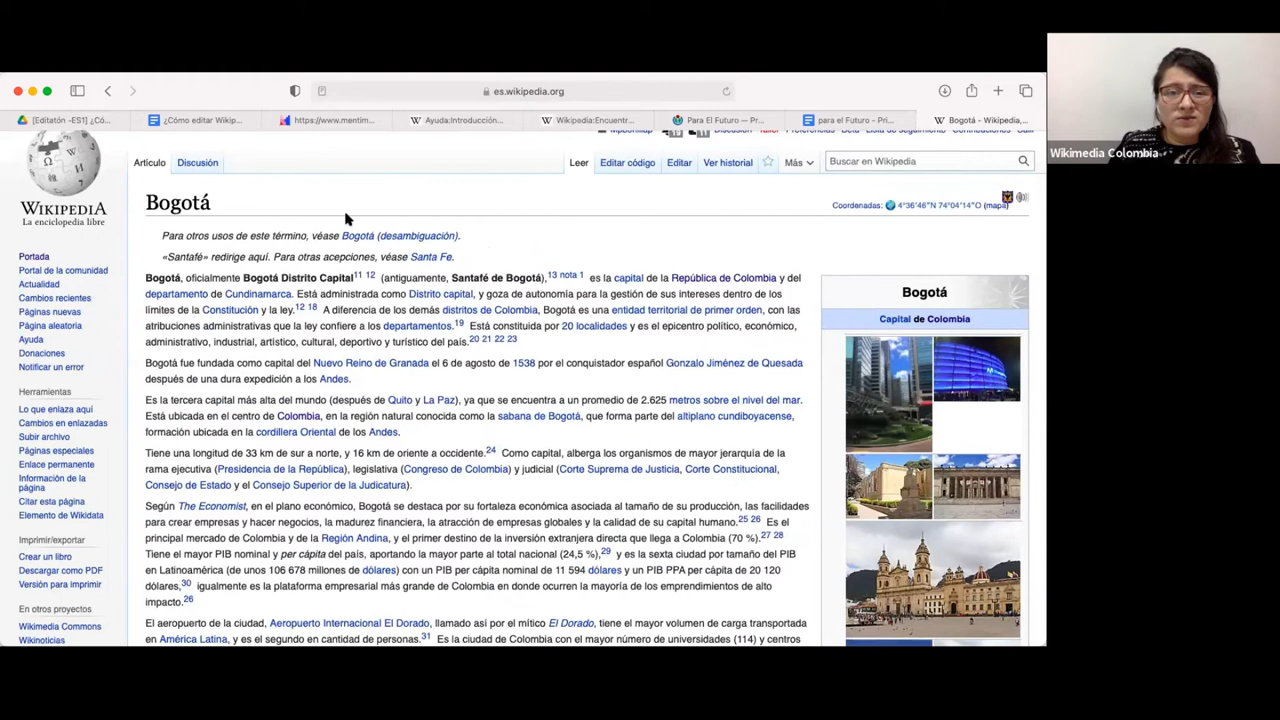 es.wikipedia.org
[Editatón -ES1] ¿Có...
¿Cómo editar Wikip...
https://www.mentim...
Ayuda:Introducción...
Wikipedia:Encuentr...
Para El Futuro — Pr...
para el Futuro - Pri...
Bogotá - Wikipedia,...
Discusión Taller Preferencias Beta Lista de seguimiento Contribuciones
WIKIPEDIA
La enciclopedia libre
Artículo Discusión
Leer Editar código Editar Ver historial Más
Buscar en Wikipedia
Portada
Portal de la comunidad
Actualidad
Cambios recientes
Páginas nuevas
Página aleatoria
Ayuda
Donaciones
Notificar un error
Herramientas
Lo que enlaza aquí
Cambios en enlazadas
Subir archivo
Páginas especiales
Enlace permanente
Información de la
página
Citar esta página
Elemento de Wikidata
Imprimir/exportar
Crear un libro
Descargar como PDF
Versión para imprimir
En otros proyectos
Wikimedia Commons
Wikinoticias
Bogotá
Coordenadas: 4°36′46″N 74°04′14″O (mapa)
Para otros usos de este término, véase Bogotá (desambiguación).
«Santafé» redirige aquí. Para otras acepciones, véase Santa Fe.
Bogotá, oficialmente Bogotá Distrito Capital11 12 (antiguamente, Santafé de Bogotá),13 nota 1 es la capital de la República de Colombia y del
departamento de Cundinamarca. Está administrada como Distrito capital, y goza de autonomía para la gestión de sus intereses dentro de los
límites de la Constitución y la ley.12 18 A diferencia de los demás distritos de Colombia, Bogotá es una entidad territorial de primer orden, con las
atribuciones administrativas que la ley confiere a los departamentos.19 Está constituida por 20 localidades y es el epicentro político, económico,
administrativo, industrial, artístico, cultural, deportivo y turístico del país.20 21 22 23
Bogotá fue fundada como capital del Nuevo Reino de Granada el 6 de agosto de 1538 por el conquistador español Gonzalo Jiménez de Quesada
después de una dura expedición a los Andes.
Es la tercera capital más alta del mundo (después de Quito y La Paz), ya que se encuentra a un promedio de 2.625 metros sobre el nivel del mar.
Está ubicada en el centro de Colombia, en la región natural conocida como la sabana de Bogotá, que forma parte del altiplano cundiboyacense,
formación ubicada en la cordillera Oriental de los Andes.
Tiene una longitud de 33 km de sur a norte, y 16 km de oriente a occidente.24 Como capital, alberga los organismos de mayor jerarquía de la
rama ejecutiva (Presidencia de la República), legislativa (Congreso de Colombia) y judicial (Corte Suprema de Justicia, Corte Constitucional,
Consejo de Estado y el Consejo Superior de la Judicatura).
Según The Economist, en el plano económico, Bogotá se destaca por su fortaleza económica asociada al tamaño de su producción, las facilidades
para crear empresas y hacer negocios, la madurez financiera, la atracción de empresas globales y la calidad de su capital humano.25 26 Es el
principal mercado de Colombia y de la Región Andina, y el primer destino de la inversión extranjera directa que llega a Colombia (70 %).27 28
Tiene el mayor PIB nominal y per cápita del país, aportando la mayor parte al total nacional (24,5 %),29 y es la sexta ciudad por tamaño del PIB
en Latinoamérica (de unos 106 678 millones de dólares) con un PIB per cápita nominal de 11 594 dólares y un PIB PPA per cápita de 20 120
dólares,30 igualmente es la plataforma empresarial más grande de Colombia en donde ocurren la mayoría de los emprendimientos de alto
impacto.26
El aeropuerto de la ciudad, Aeropuerto Internacional El Dorado, llamado así por el mítico El Dorado, tiene el mayor volumen de carga transportada
en América Latina, y es el segundo en cantidad de personas.31 Es la ciudad de Colombia con el mayor número de universidades (114) y centros
Bogotá
Capital de Colombia
Wikimedia Colombia